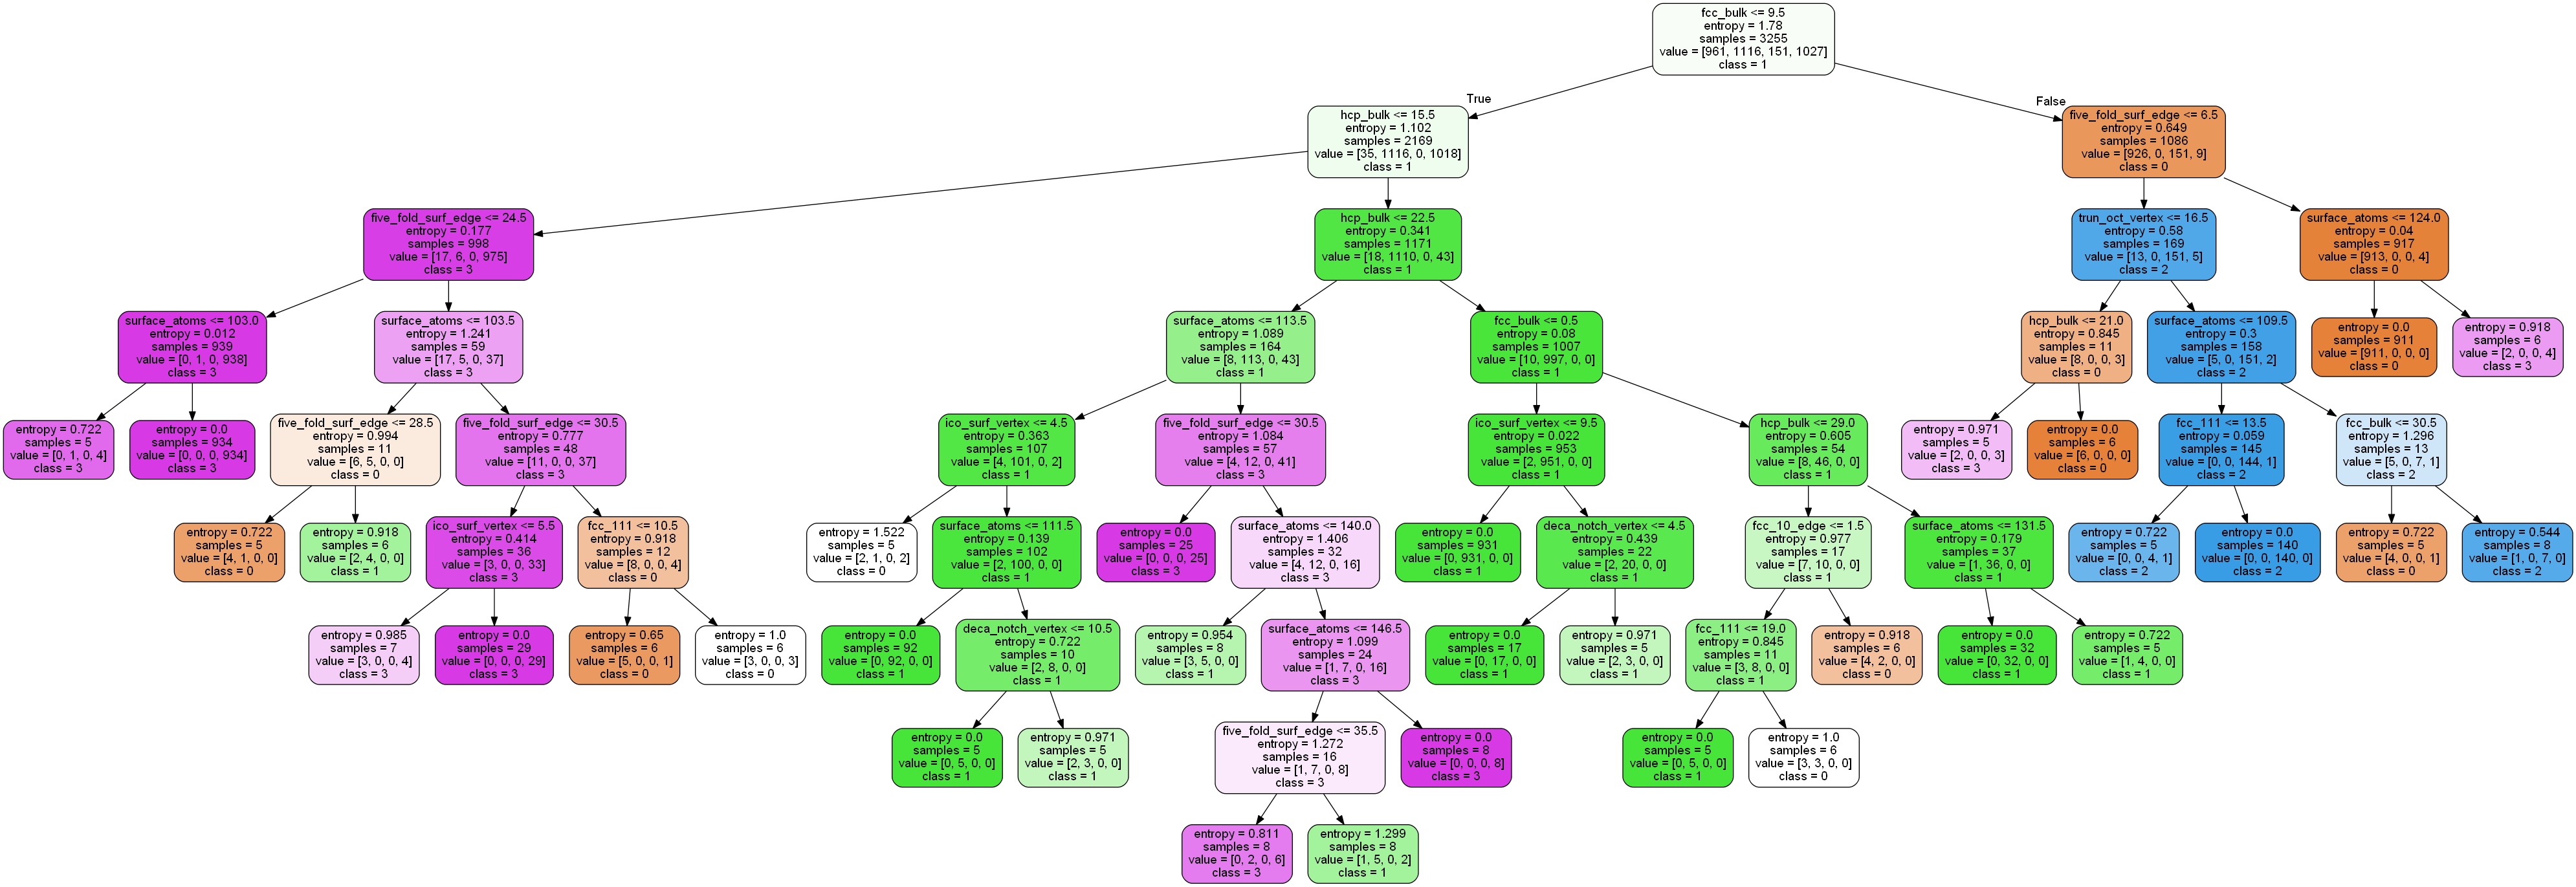 fcc_bulk <= 9.5
entropy = 1.78
samples = 3255
value = [961, 1116, 151, 1027]
class = 1
True
False
hcp_bulk <= 15.5
entropy = 1.102
samples = 2169
value = [35, 1116, 0, 1018]
class = 1
five_fold_surf_edge <= 6.5
entropy = 0.649
samples = 1086
value = [926, 0, 151, 9]
class = 0
five_fold_surf_edge <= 24.5
entropy = 0.177
samples = 998
value = [17, 6, 0, 975]
class = 3
hcp_bulk <= 22.5
entropy = 0.341
samples = 1171
value = [18, 1110, 0, 43]
class = 1
trun_oct_vertex <= 16.5
entropy = 0.58
samples = 169
value = [13, 0, 151, 5]
class = 2
surface_atoms <= 124.0
entropy = 0.04
samples = 917
value = [913, 0, 0, 4]
class = 0
surface_atoms <= 103.0
entropy = 0.012
samples = 939
value = [0, 1, 0, 938]
class = 3
surface_atoms <= 103.5
entropy = 1.241
samples = 59
value = [17, 5, 0, 37]
class = 3
surface_atoms <= 113.5
entropy = 1.089
samples = 164
value = [8, 113, 0, 43]
class = 1
fcc_bulk <= 0.5
entropy = 0.08
samples = 1007
value = [10, 997, 0, 0]
class = 1
hcp_bulk <= 21.0
entropy = 0.845
samples = 11
value = [8, 0, 0, 3]
class = 0
surface_atoms <= 109.5
entropy = 0.3
samples = 158
value = [5, 0, 151, 2]
class = 2
entropy = 0.0
samples = 911
value = [911, 0, 0, 0]
class = 0
entropy = 0.918
samples = 6
value = [2, 0, 0, 4]
class = 3
entropy = 0.722
samples = 5
value = [0, 1, 0, 4]
class = 3
entropy = 0.0
samples = 934
value = [0, 0, 0, 934]
class = 3
five_fold_surf_edge <= 28.5
entropy = 0.994
samples = 11
value = [6, 5, 0, 0]
class = 0
five_fold_surf_edge <= 30.5
entropy = 0.777
samples = 48
value = [11, 0, 0, 37]
class = 3
ico_surf_vertex <= 4.5
entropy = 0.363
samples = 107
value = [4, 101, 0, 2]
class = 1
five_fold_surf_edge <= 30.5
entropy = 1.084
samples = 57
value = [4, 12, 0, 41]
class = 3
ico_surf_vertex <= 9.5
entropy = 0.022
samples = 953
value = [2, 951, 0, 0]
class = 1
hcp_bulk <= 29.0
entropy = 0.605
samples = 54
value = [8, 46, 0, 0]
class = 1
entropy = 0.971
samples = 5
value = [2, 0, 0, 3]
class = 3
entropy = 0.0
samples = 6
value = [6, 0, 0, 0]
class = 0
fcc_111 <= 13.5
entropy = 0.059
samples = 145
value = [0, 0, 144, 1]
class = 2
fcc_bulk <= 30.5
entropy = 1.296
samples = 13
value = [5, 0, 7, 1]
class = 2
entropy = 0.722
samples = 5
value = [4, 1, 0, 0]
class = 0
entropy = 0.918
samples = 6
value = [2, 4, 0, 0]
class = 1
ico_surf_vertex <= 5.5
entropy = 0.414
samples = 36
value = [3, 0, 0, 33]
class = 3
fcc_111 <= 10.5
entropy = 0.918
samples = 12
value = [8, 0, 0, 4]
class = 0
entropy = 1.522
samples = 5
value = [2, 1, 0, 2]
class = 0
surface_atoms <= 111.5
entropy = 0.139
samples = 102
value = [2, 100, 0, 0]
class = 1
entropy = 0.0
samples = 25
value = [0, 0, 0, 25]
class = 3
surface_atoms <= 140.0
entropy = 1.406
samples = 32
value = [4, 12, 0, 16]
class = 3
entropy = 0.0
samples = 931
value = [0, 931, 0, 0]
class = 1
deca_notch_vertex <= 4.5
entropy = 0.439
samples = 22
value = [2, 20, 0, 0]
class = 1
fcc_10_edge <= 1.5
entropy = 0.977
samples = 17
value = [7, 10, 0, 0]
class = 1
surface_atoms <= 131.5
entropy = 0.179
samples = 37
value = [1, 36, 0, 0]
class = 1
entropy = 0.722
samples = 5
value = [0, 0, 4, 1]
class = 2
entropy = 0.0
samples = 140
value = [0, 0, 140, 0]
class = 2
entropy = 0.722
samples = 5
value = [4, 0, 0, 1]
class = 0
entropy = 0.544
samples = 8
value = [1, 0, 7, 0]
class = 2
entropy = 0.985
samples = 7
value = [3, 0, 0, 4]
class = 3
entropy = 0.0
samples = 29
value = [0, 0, 0, 29]
class = 3
entropy = 0.65
samples = 6
value = [5, 0, 0, 1]
class = 0
entropy = 1.0
samples = 6
value = [3, 0, 0, 3]
class = 0
entropy = 0.0
samples = 92
value = [0, 92, 0, 0]
class = 1
deca_notch_vertex <= 10.5
entropy = 0.722
samples = 10
value = [2, 8, 0, 0]
class = 1
entropy = 0.954
samples = 8
value = [3, 5, 0, 0]
class = 1
surface_atoms <= 146.5
entropy = 1.099
samples = 24
value = [1, 7, 0, 16]
class = 3
entropy = 0.0
samples = 17
value = [0, 17, 0, 0]
class = 1
entropy = 0.971
samples = 5
value = [2, 3, 0, 0]
class = 1
fcc_111 <= 19.0
entropy = 0.845
samples = 11
value = [3, 8, 0, 0]
class = 1
entropy = 0.918
samples = 6
value = [4, 2, 0, 0]
class = 0
entropy = 0.0
samples = 32
value = [0, 32, 0, 0]
class = 1
entropy = 0.722
samples = 5
value = [1, 4, 0, 0]
class = 1
entropy = 0.0
samples = 5
value = [0, 5, 0, 0]
class = 1
entropy = 0.971
samples = 5
value = [2, 3, 0, 0]
class = 1
five_fold_surf_edge <= 35.5
entropy = 1.272
samples = 16
value = [1, 7, 0, 8]
class = 3
entropy = 0.0
samples = 8
value = [0, 0, 0, 8]
class = 3
entropy = 0.0
samples = 5
value = [0, 5, 0, 0]
class = 1
entropy = 1.0
samples = 6
value = [3, 3, 0, 0]
class = 0
entropy = 0.811
samples = 8
value = [0, 2, 0, 6]
class = 3
entropy = 1.299
samples = 8
value = [1, 5, 0, 2]
class = 1